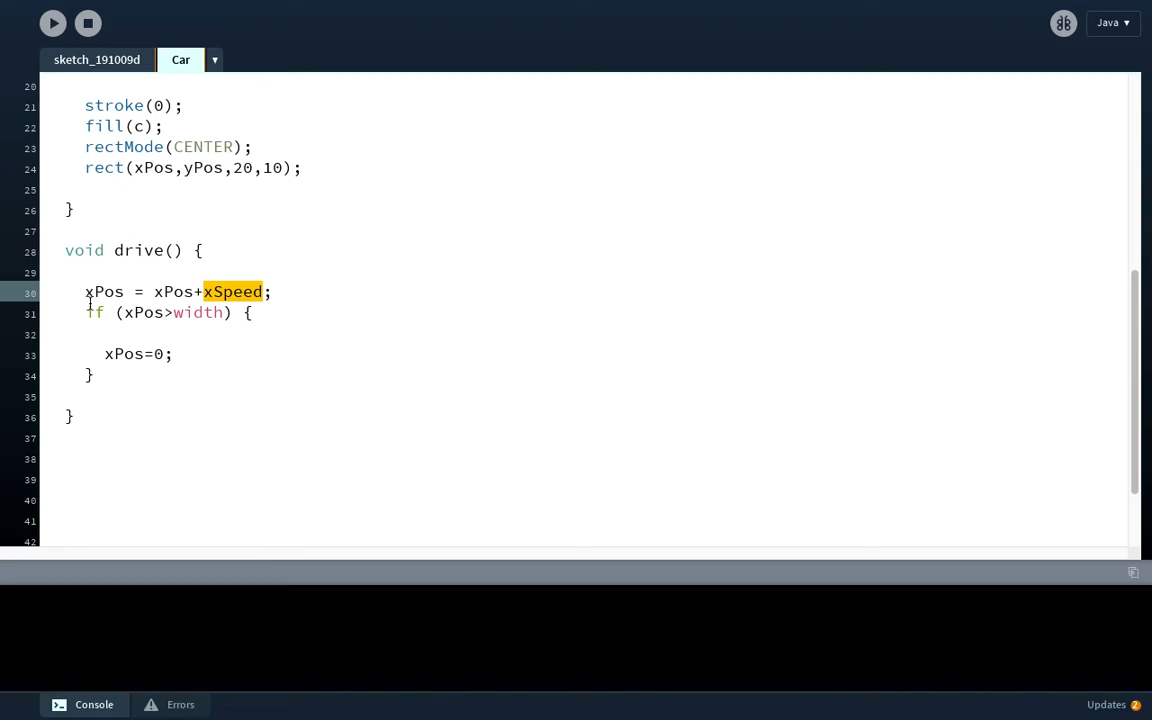 Java ▾
sketch_191009d Car ▾
20
21 stroke(0);
22 fill(c);
23 rectMode(CENTER);
24 rect(xPos,yPos,20,10);
25
26 }
27
28 void drive() {
29
30 xPos = xPos+xSpeed;
31 if (xPos>width) {
32
33 xPos=0;
34 }
35
36 }
37
38
39
40
41
42
Console Errors Updates 2